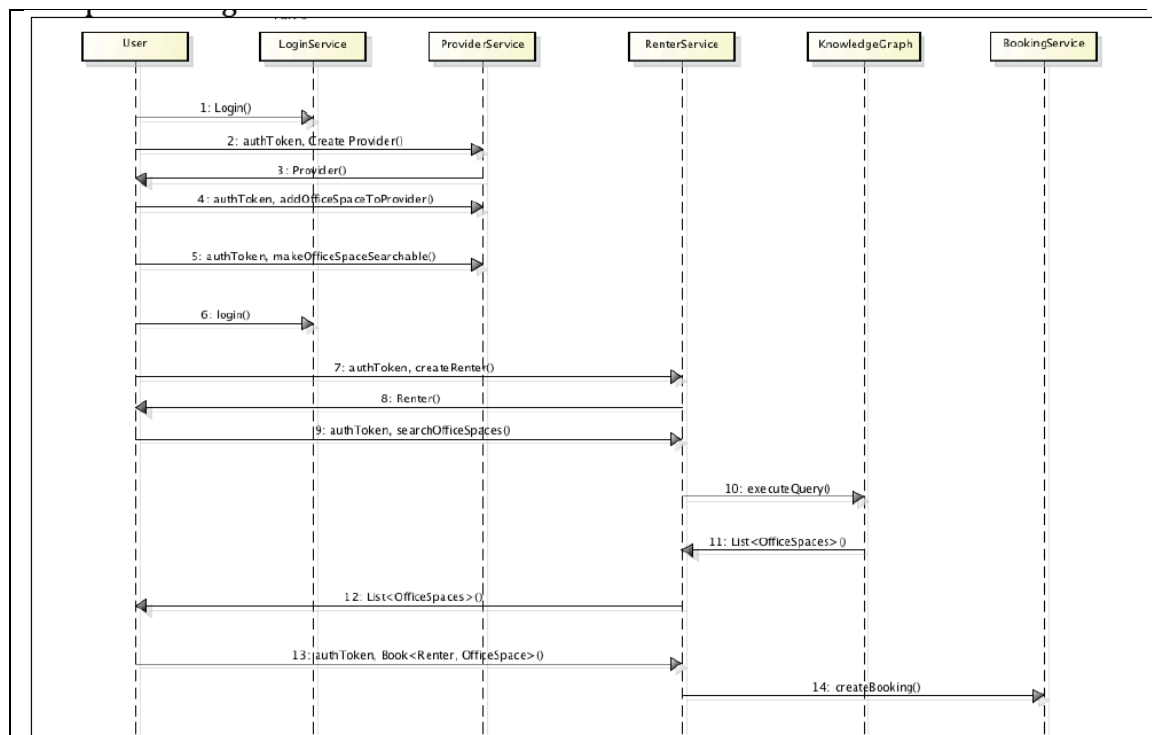 User
LoginService
ProviderService
RenterService
KnowledgeGraph
BookingService
1: Login()
2: authToken, Create Provider()
3: Provider()
4: authToken, addOfficeSpaceToProvider()
5: authToken, makeOfficeSpaceSearchable()
6: login()
7: authToken, createRenter()
8: Renter()
9: authToken, searchOfficeSpaces()
10: executeQuery()
11: List<OfficeSpaces>()
12: List<OfficeSpaces>()
13: authToken, Book<Renter, OfficeSpace>()
14: createBooking()